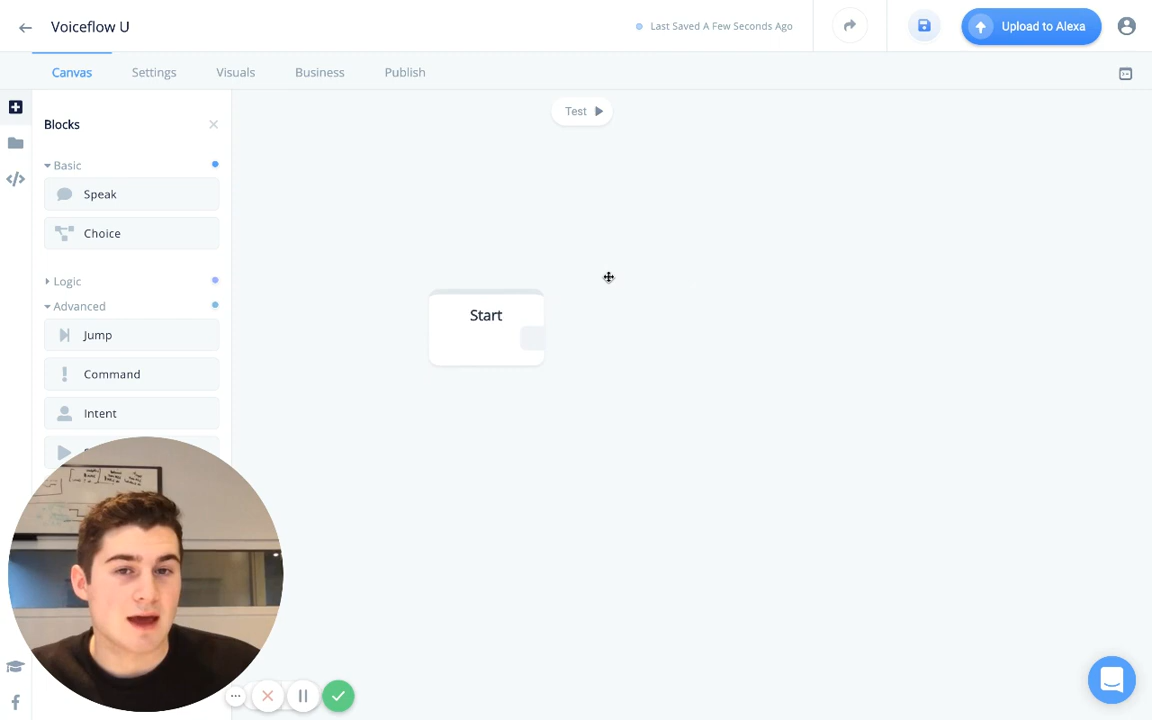 Voiceflow U
Last Saved A Few Seconds Ago
Upload to Alexa
Canvas
Settings
Visuals
Business
Publish
Test
Blocks
Basic
Speak
Choice
Logic
Advanced
Jump
Command
Intent
Start